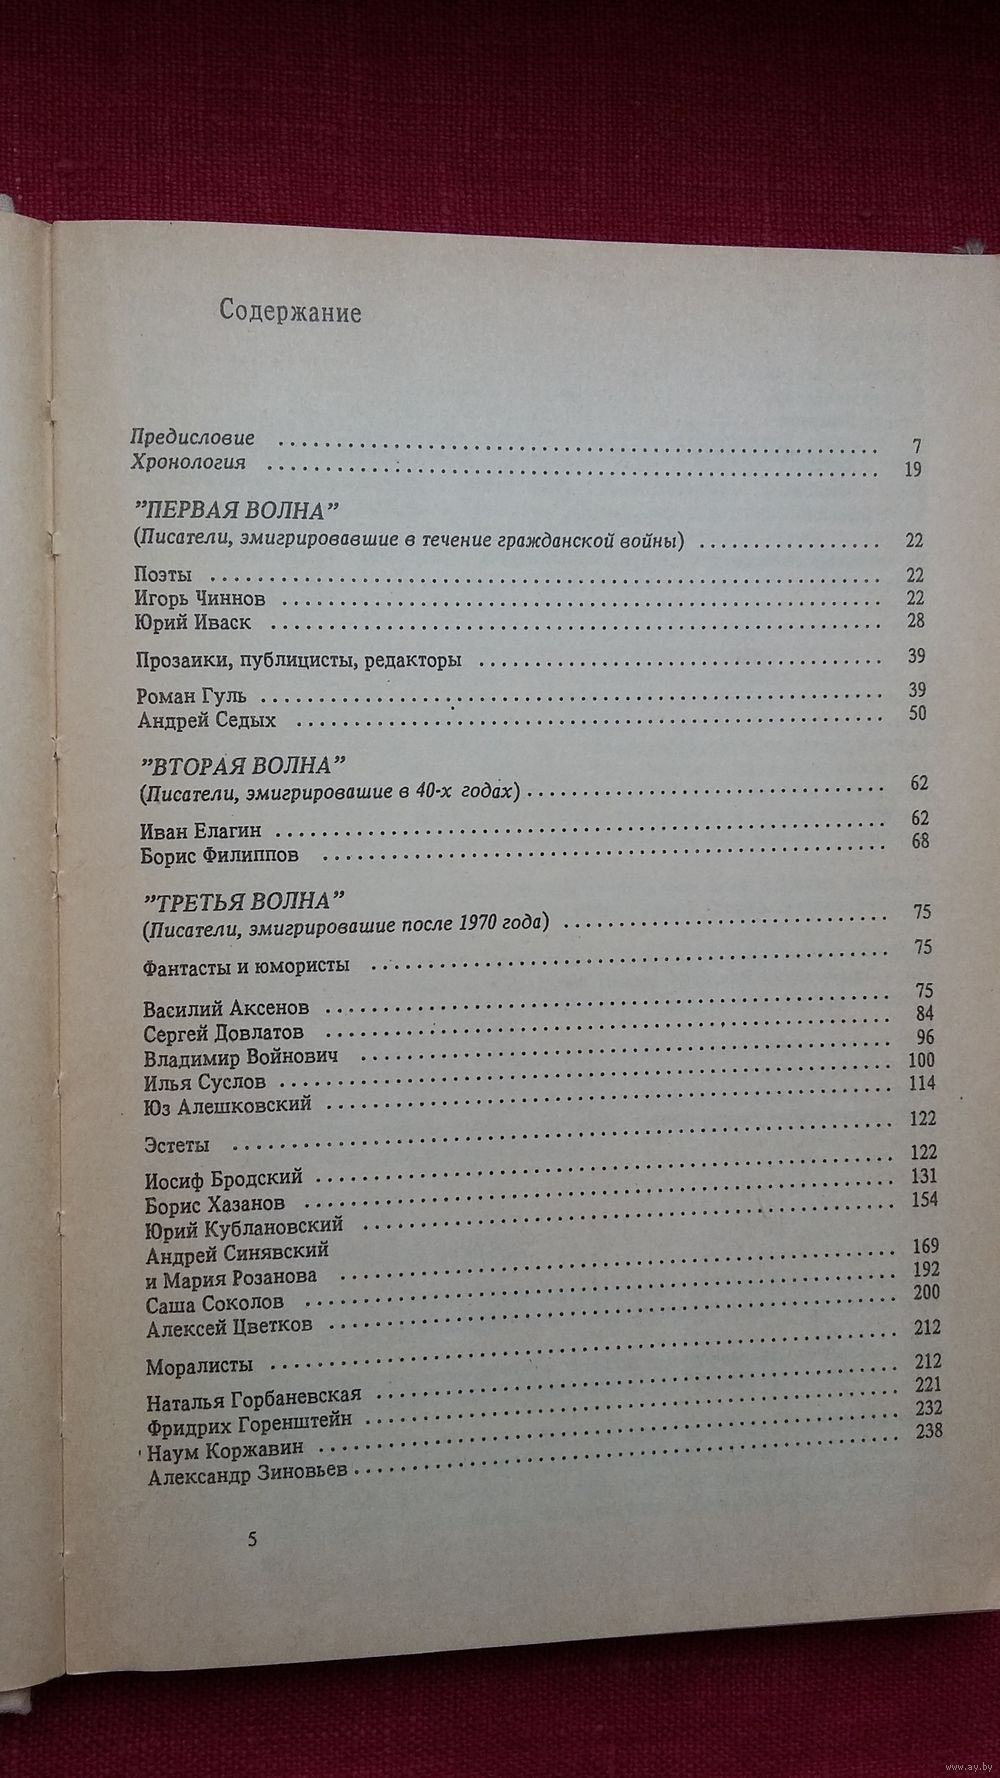 Содержание
Предисловие ........ 7
Хронология ........ 19
"ПЕРВАЯ ВОЛНА"
(Писатели, эмигрировавшие в течение гражданской войны) ........ 22
Поэты ........ 22
Игорь Чиннов ........ 22
Юрий Иваск ........ 28
Прозаики, публицисты, редакторы ........ 39
Роман Гуль ........ 39
Андрей Седых ........ 50
"ВТОРАЯ ВОЛНА"
(Писатели, эмигрировашие в 40-х годах) ........ 62
Иван Елагин ........ 62
Борис Филиппов ........ 68
"ТРЕТЬЯ ВОЛНА"
(Писатели, эмигрировашие после 1970 года) ........ 75
Фантасты и юмористы ........ 75
Василий Аксенов ........ 75
Сергей Довлатов ........ 84
Владимир Войнович ........ 96
Илья Суслов ........ 100
Юз Алешковский ........ 114
Эстеты ........ 122
Иосиф Бродский ........ 122
Борис Хазанов ........ 131
Юрий Кублановский ........ 154
Андрей Синявский
и Мария Розанова ........ 169
Саша Соколов ........ 192
Алексей Цветков ........ 200
Моралисты ........ 212
Наталья Горбаневская ........ 212
Фридрих Горенштейн ........ 221
Наум Коржавин ........ 232
Александр Зиновьев ........ 238
5
www.ay.by